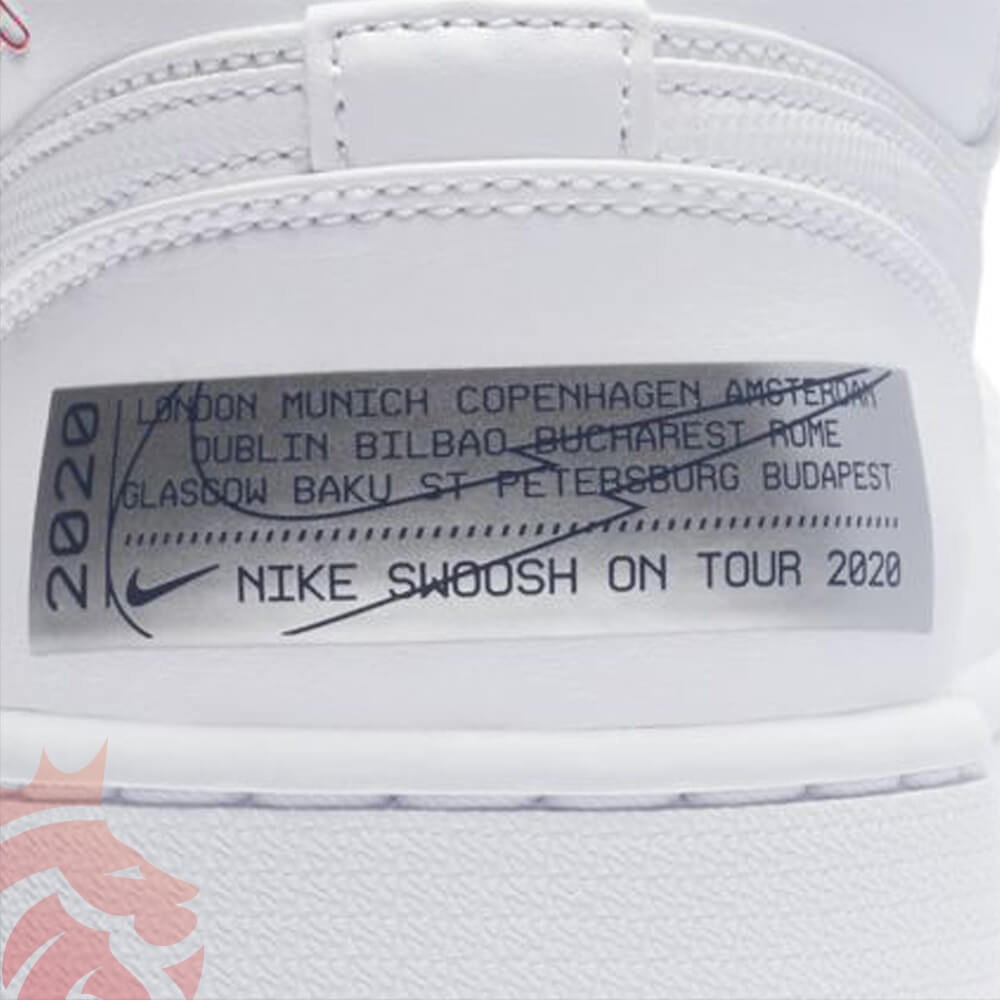 2020
LONDON MUNICH COPENHAGEN AMSTERDAM
DUBLIN BILBAO BUCHAREST ROME
GLASGOW BAKU ST PETERSBURG BUDAPEST
NIKE SWOOSH ON TOUR 2020